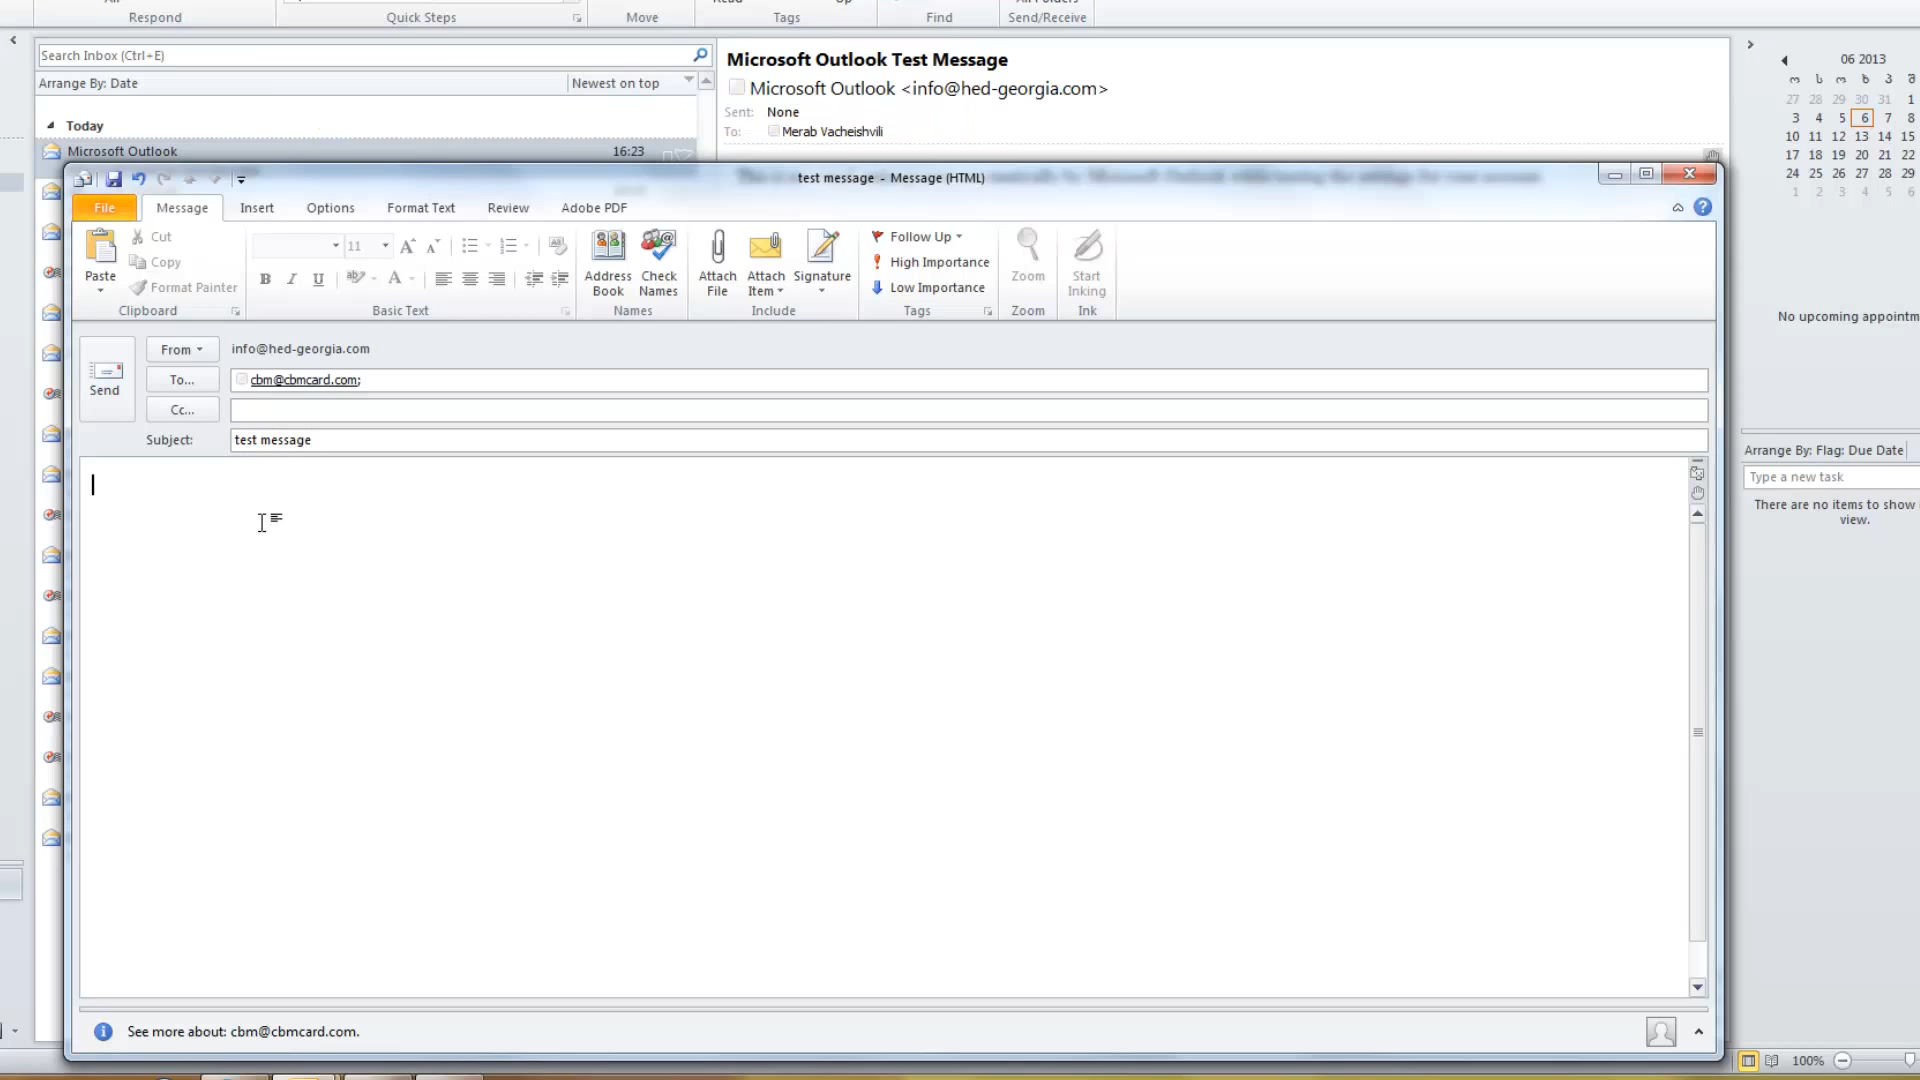 Respond
Quick Steps
Move
Tags
Find
Send/Receive
Search Inbox (Ctrl+E)
Arrange By: Date
Newest on top
Today
Microsoft Outlook
16:23
Microsoft Outlook Test Message
Microsoft Outlook <info@hed-georgia.com>
Sent: None
To: Merab Vacheishvili
06 2013
თ ს ო ხ პ შ
27 28 29 30 31 1
3 4 5 6 7 8
10 11 12 13 14 15
17 18 19 20 21 22
24 25 26 27 28 29
1 2 3 4 5 6
No upcoming appointm
Arrange By: Flag: Due Date
Type a new task
There are no items to show
view.
test message - Message (HTML)
File
Message
Insert
Options
Format Text
Review
Adobe PDF
Paste
Cut
Copy
Format Painter
Clipboard
11
B I U
Basic Text
Address
Book
Check
Names
Names
Attach
File
Attach
Item
Signature
Include
Follow Up
High Importance
Low Importance
Tags
Zoom
Zoom
Start
Inking
Ink
Send
From
info@hed-georgia.com
To...
cbm@cbmcard.com;
Cc...
Subject:
test message
See more about: cbm@cbmcard.com.
100%